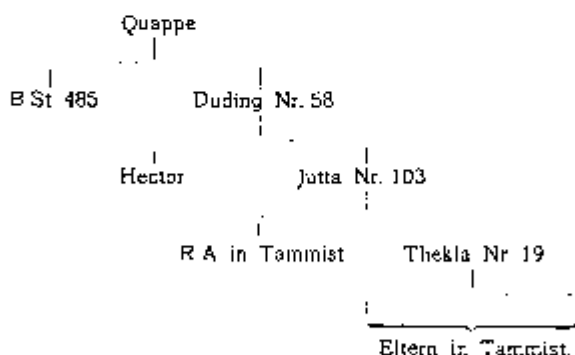 Quappe
B St 485 Duding Nr. 58
Hector Jutta Nr. 103
R A in Tammist Thekla Nr 19
Eltern in Tammist.